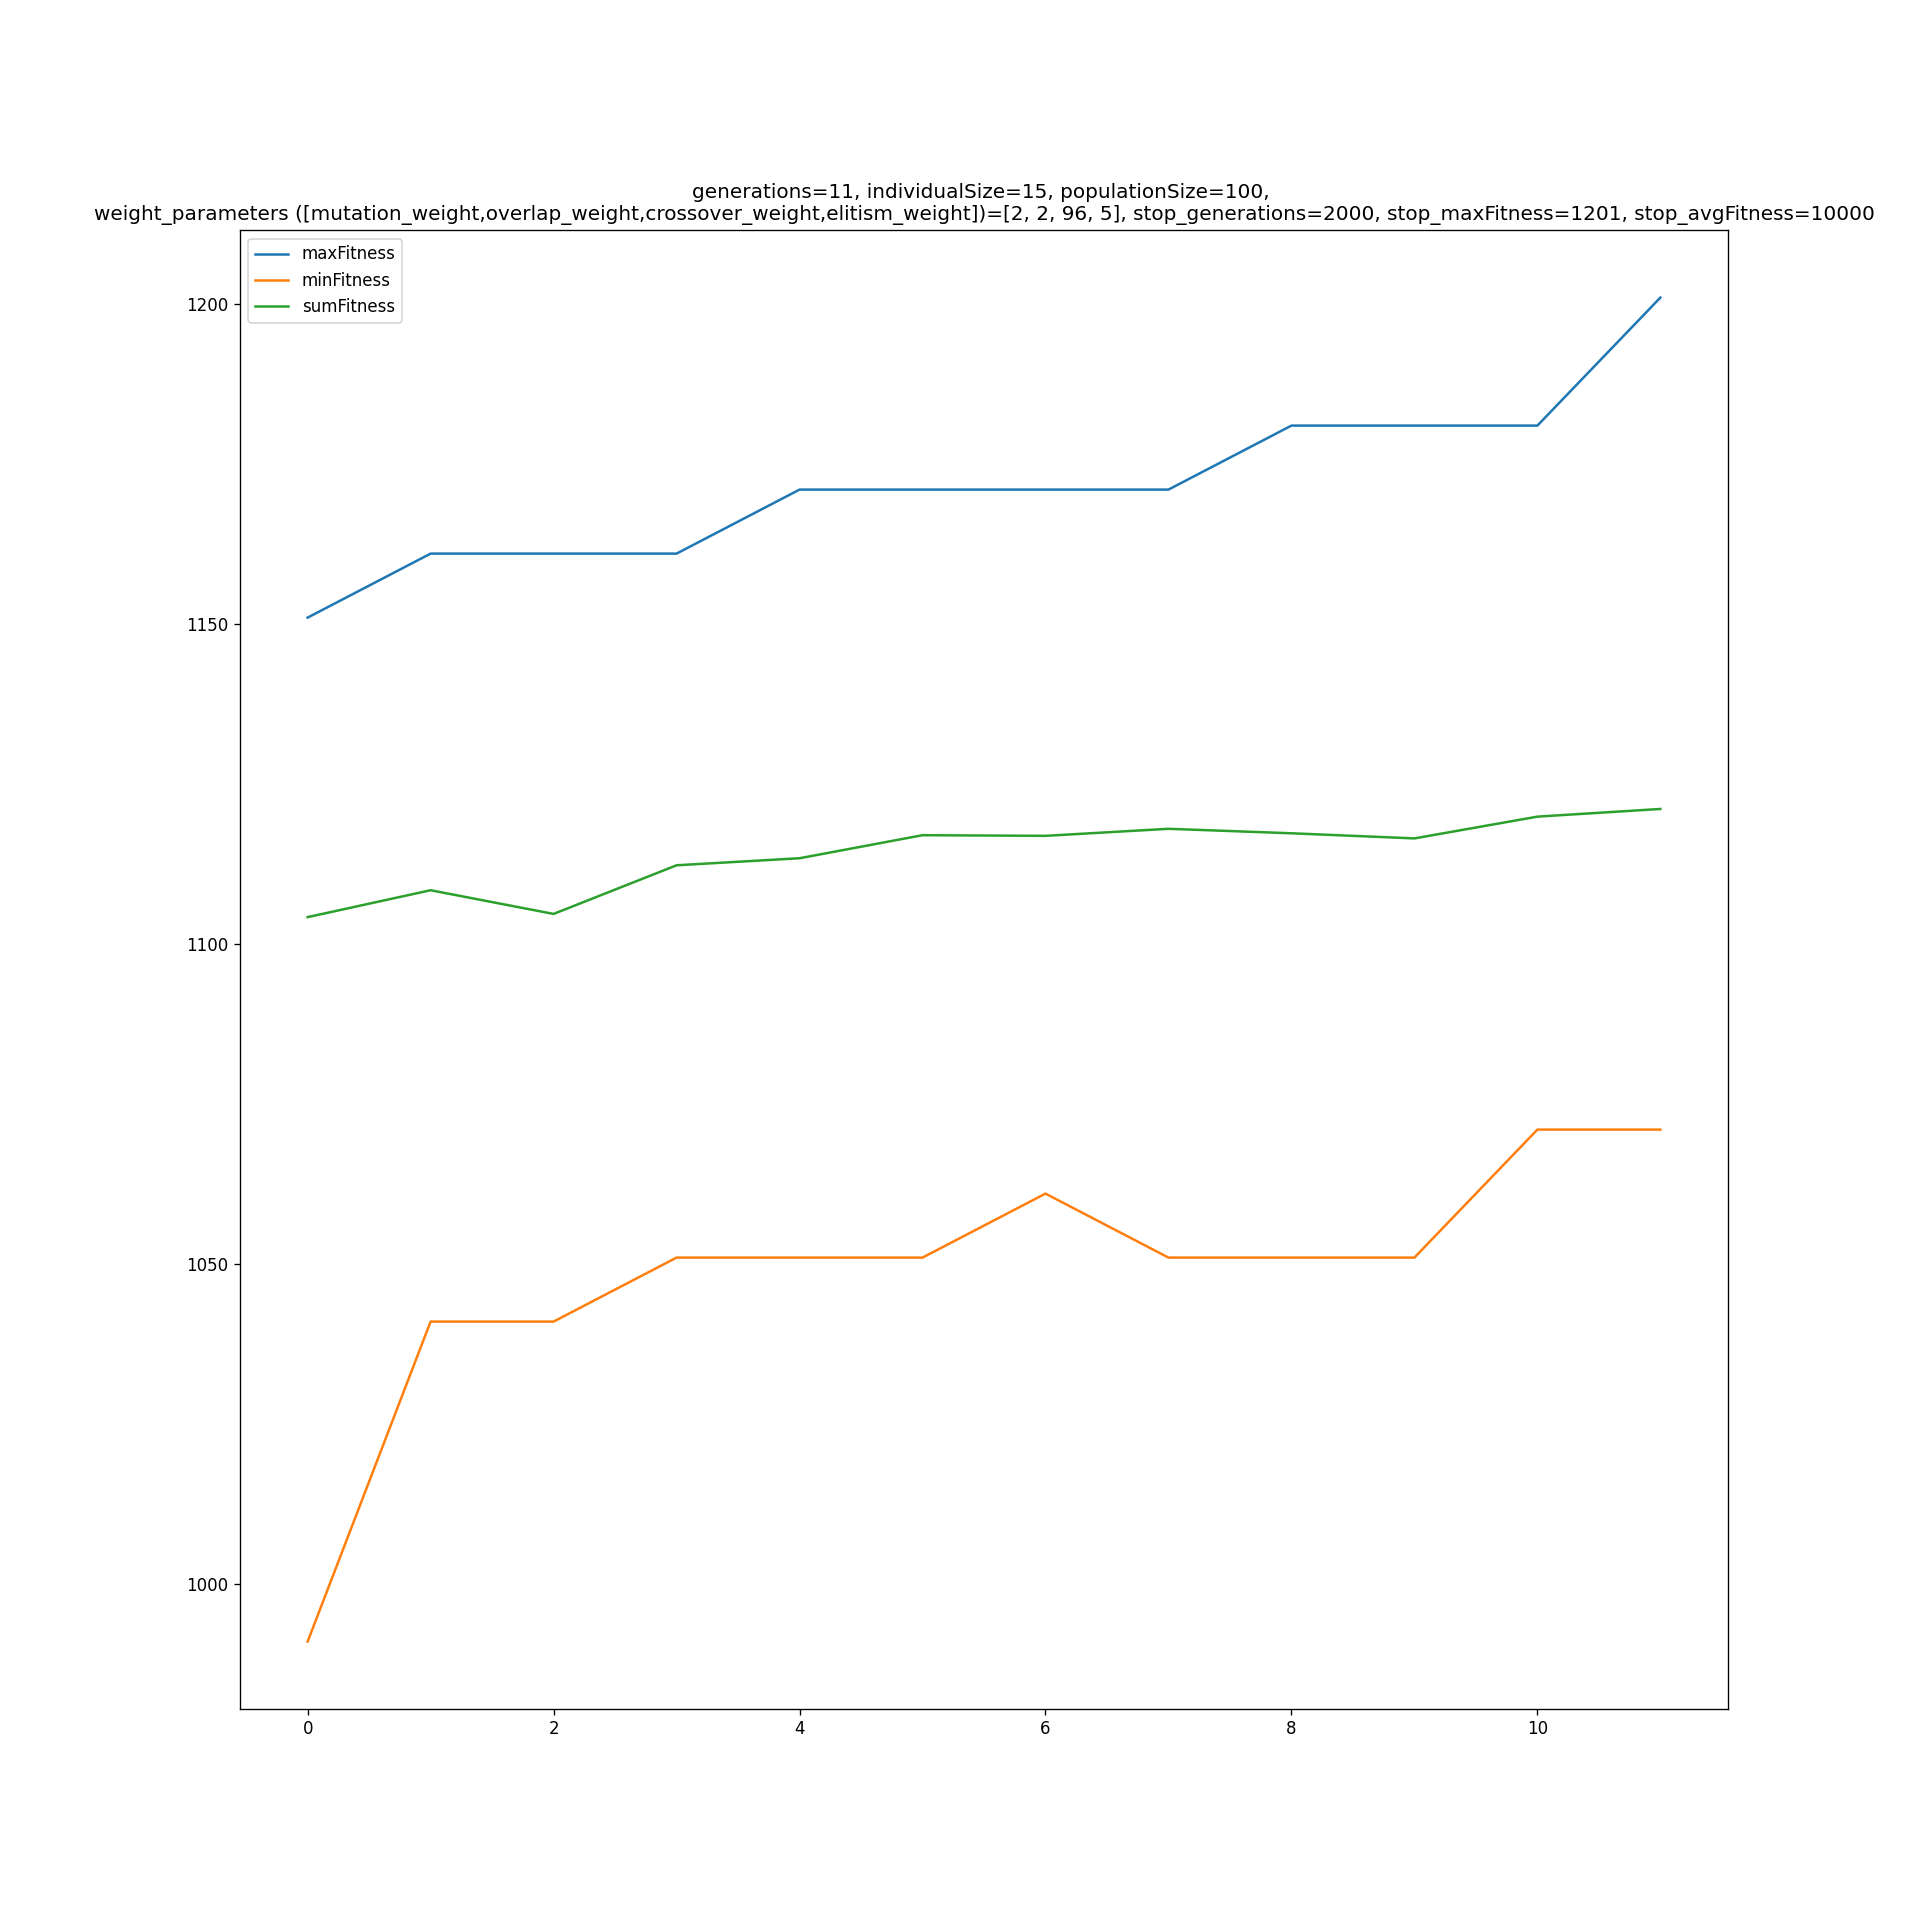 generations=11, individualSize=15, populationSize=100,
weight_parameters ([mutation_weight,overlap_weight,crossover_weight,elitism_weight])=[2, 2, 96, 5], stop_generations=2000, stop_maxFitness=1201, stop_avgFitness=10000
maxFitness
minFitness
sumFitness
1200
1150
1100
1050
1000
0 2 4 6 8 10